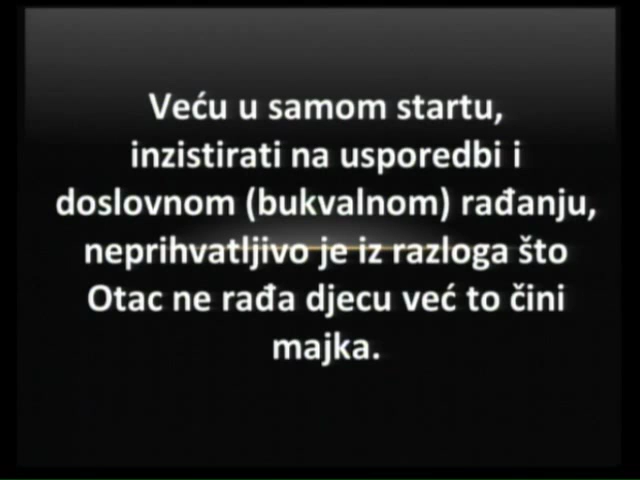 Veću u samom startu,
inzistirati na usporedbi i
doslovnom (bukvalnom) rađanju,
neprihvatljivo je iz razloga što
Otac ne rađa djecu već to čini
majka.